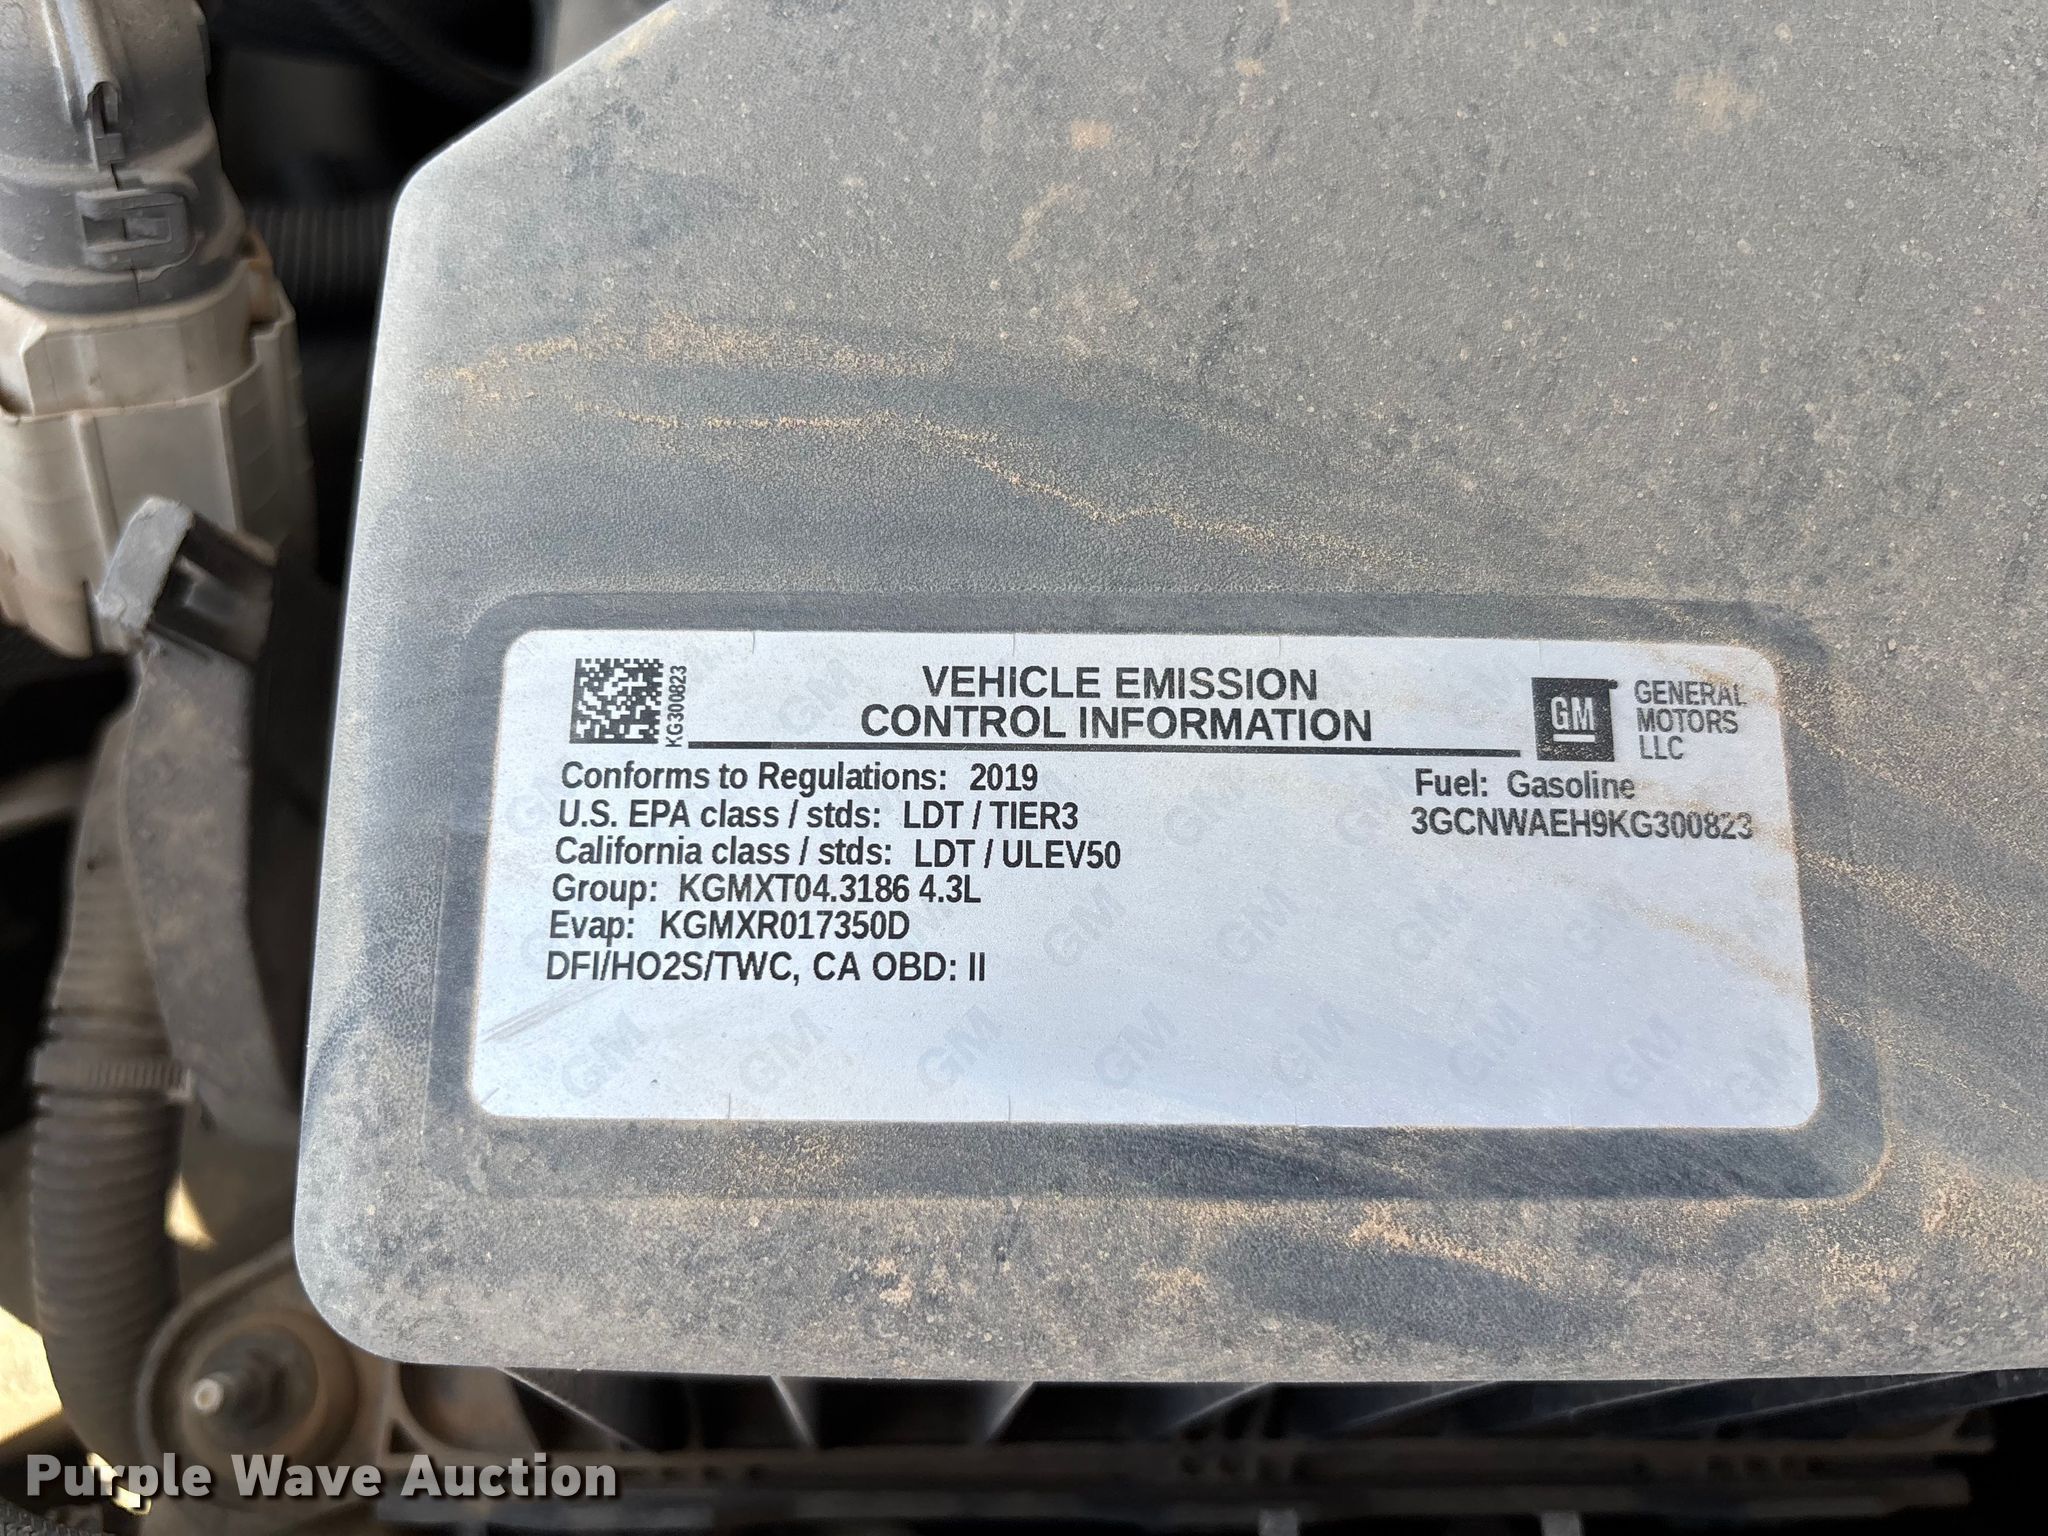 KG300823
VEHICLE EMISSION
CONTROL INFORMATION
GM
GENERAL
MOTORS
LLC
Conforms to Regulations: 2019
U.S. EPA class / stds: LDT / TIER3
California class / stds: LDT / ULEV50
Group: KGMXT04.3186 4.3L
Evap: KGMXR017350D
DFI/HO2S/TWC, CA OBD: II
Fuel: Gasoline
3GCNWAEH9KG300823
Purple Wave Auction